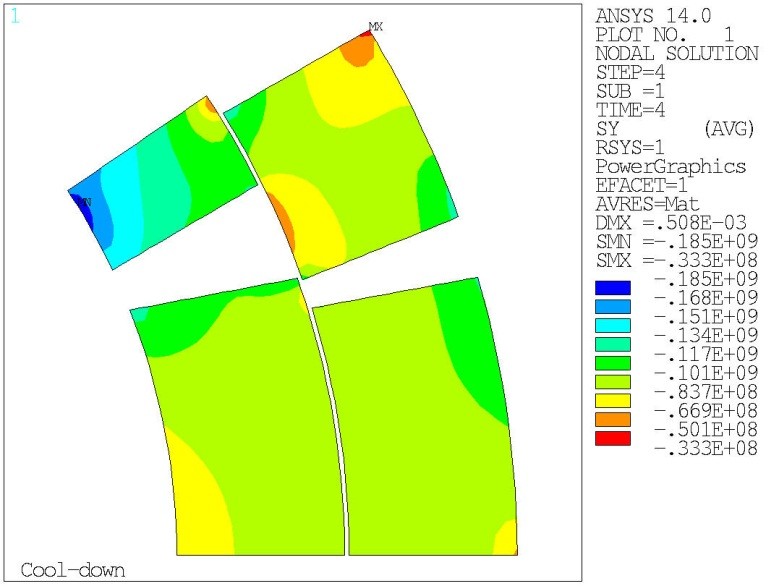 1
MX
MN
ANSYS 14.0
PLOT NO. 1
NODAL SOLUTION
STEP=4
SUB =1
TIME=4
SY (AVG)
RSYS=1
PowerGraphics
EFACET=1
AVRES=Mat
DMX =.508E-03
SMN =-.185E+09
SMX =-.333E+08
-.185E+09
-.168E+09
-.151E+09
-.134E+09
-.117E+09
-.101E+09
-.837E+08
-.669E+08
-.501E+08
-.333E+08
Cool-down